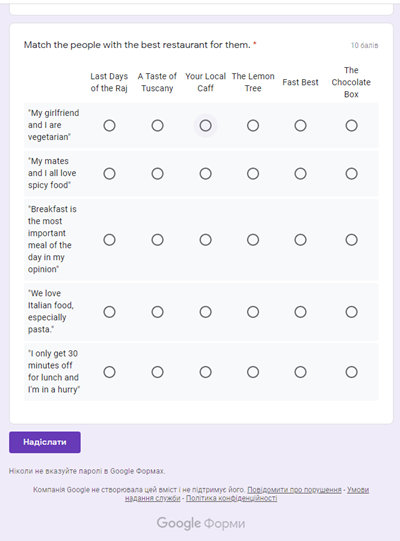 Match the people with the best restaurant for them. *
10 балів
Last Days of the Raj
A Taste of Tuscany
Your Local Caff
The Lemon Tree
Fast Best
The Chocolate Box
"My girlfriend
and I are
vegetarian"
"My mates
and I all love
spicy food"
"Breakfast is
the most
important
meal of the
day in my
opinion"
"We love
Italian food,
especially
pasta."
"I only get 30
minutes off
for lunch and
I'm in a hurry"
Надіслати
Ніколи не вказуйте паролі в Google Формах.
Компанія Google не створювала цей вміст і не підтримує його. Повідомити про порушення - Умови
надання служби - Політика конфіденційності
Google Форми